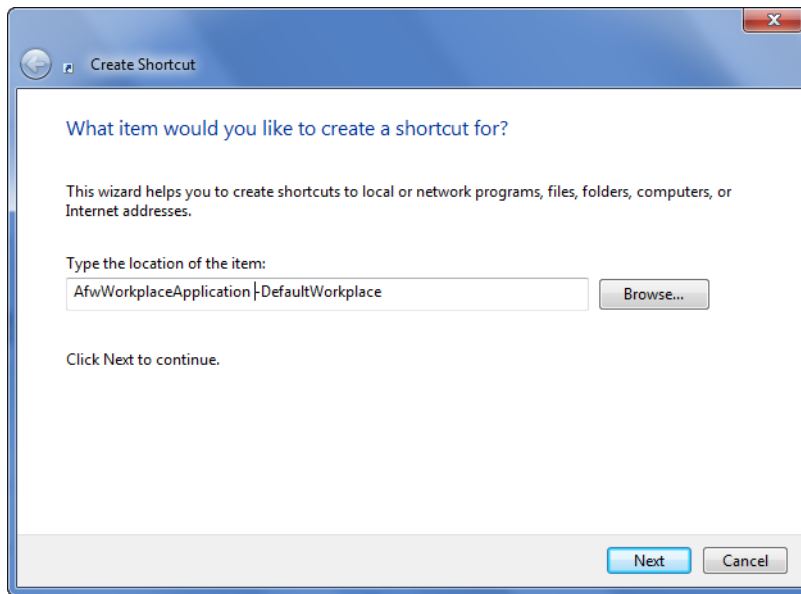 Create Shortcut
What item would you like to create a shortcut for?
This wizard helps you to create shortcuts to local or network programs, files, folders, computers, or
Internet addresses.
Type the location of the item:
AfwWorkplaceApplication -DefaultWorkplace
Browse...
Click Next to continue.
Next
Cancel